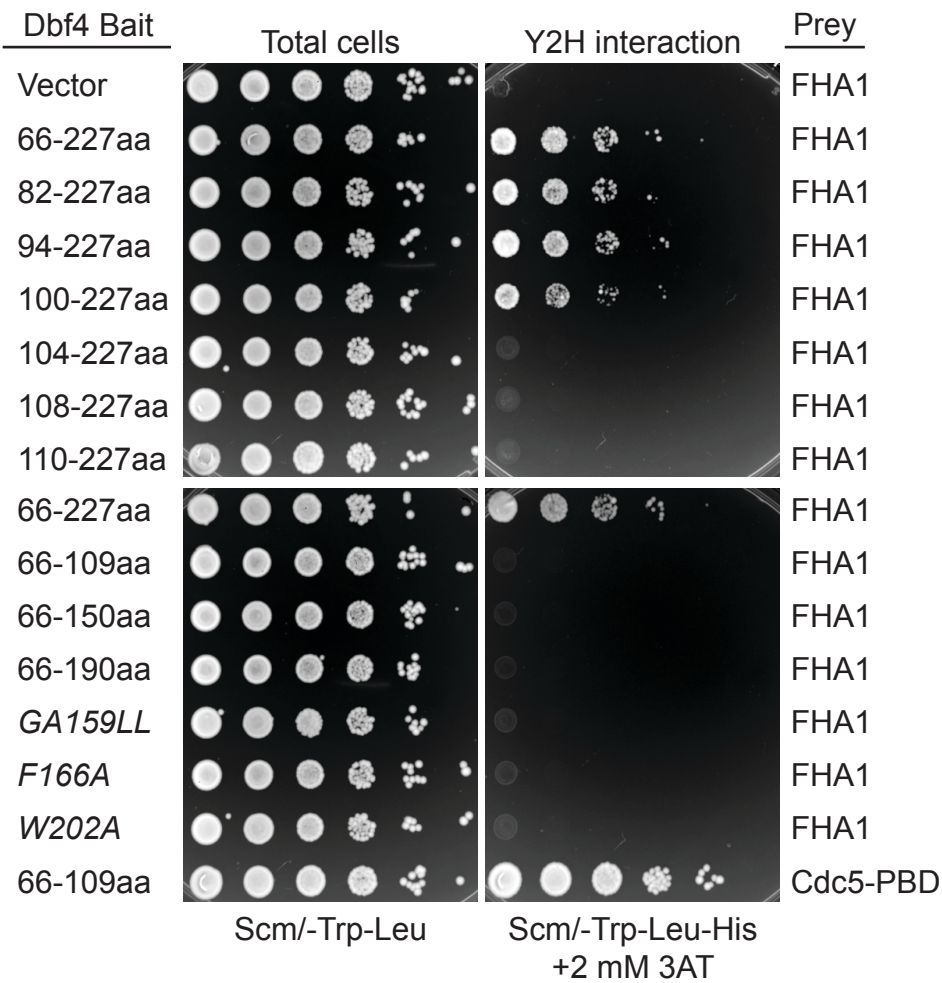 Dbf4 Bait Total cells Y2H interaction Prey
Vector FHA1
66-227aa FHA1
82-227aa FHA1
94-227aa FHA1
100-227aa FHA1
104-227aa FHA1
108-227aa FHA1
110-227aa FHA1
66-227aa FHA1
66-109aa FHA1
66-150aa FHA1
66-190aa FHA1
GA159LL FHA1
F166A FHA1
W202A FHA1
66-109aa Cdc5-PBD
Scm/-Trp-Leu Scm/-Trp-Leu-His
+2 mM 3AT